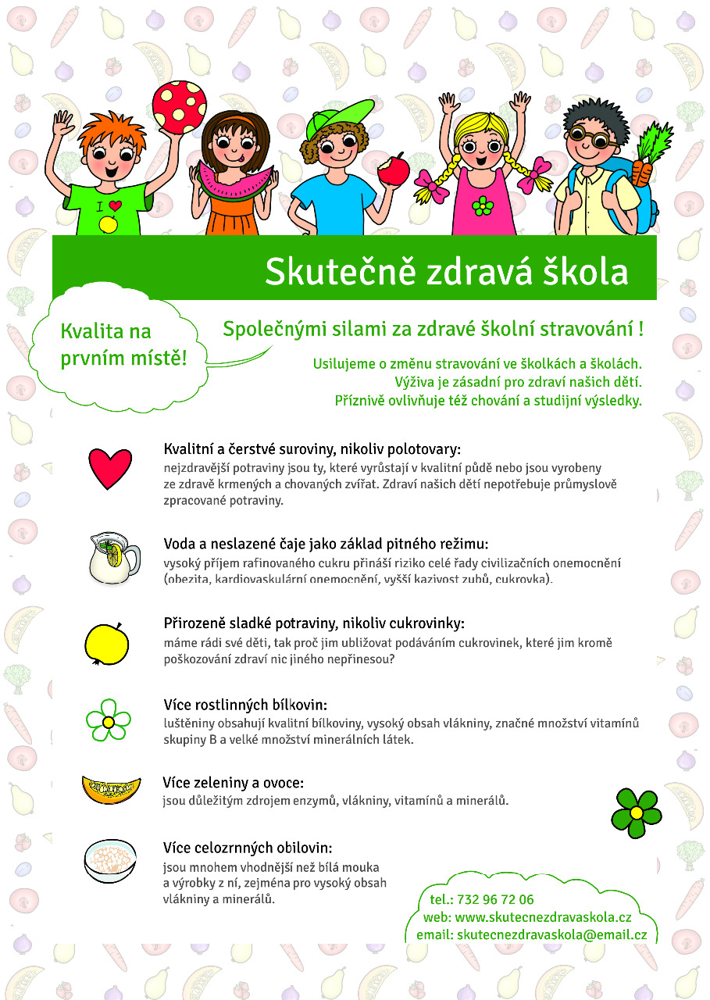 I
Skutečně zdravá škola
Kvalita na
prvním místě!
Společnými silami za zdravé školní stravování !
Usilujeme o změnu stravování ve školkách a školách.
Výživa je zásadní pro zdraví našich dětí.
Příznivě ovlivňuje též chování a studijní výsledky.
Kvalitní a čerstvé suroviny, nikoliv polotovary:
nejzdravější potraviny jsou ty, které vyrůstají v kvalitní půdě nebo jsou vyrobeny
ze zdravě krmených a chovaných zvířat. Zdraví našich dětí nepotřebuje průmyslově
zpracované potraviny.
Voda a neslazené čaje jako základ pitného režimu:
vysoký příjem rafinovaného cukru přináší riziko celé řady civilizačních onemocnění
(obezita, kardiovaskulární onemocnění, vyšší kazivost zubů, cukrovka).
Přirozeně sladké potraviny, nikoliv cukrovinky:
máme rádi své děti, tak proč jim ubližovat podáváním cukrovinek, které jim kromě
poškozování zdraví nic jiného nepřinesou?
Více rostlinných bílkovin:
luštěniny obsahují kvalitní bílkoviny, vysoký obsah vlákniny, značné množství vitamínů
skupiny B a velké množství minerálních látek.
Více zeleniny a ovoce:
jsou důležitým zdrojem enzymů, vlákniny, vitamínů a minerálů.
Více celozrnných obilovin:
jsou mnohem vhodnější než bílá mouka
a výrobky z ní, zejména pro vysoký obsah
vlákniny a minerálů.
tel.: 732 96 72 06
web: www.skutecnezdravaskola.cz
email: skutecnezdravaskola@email.cz